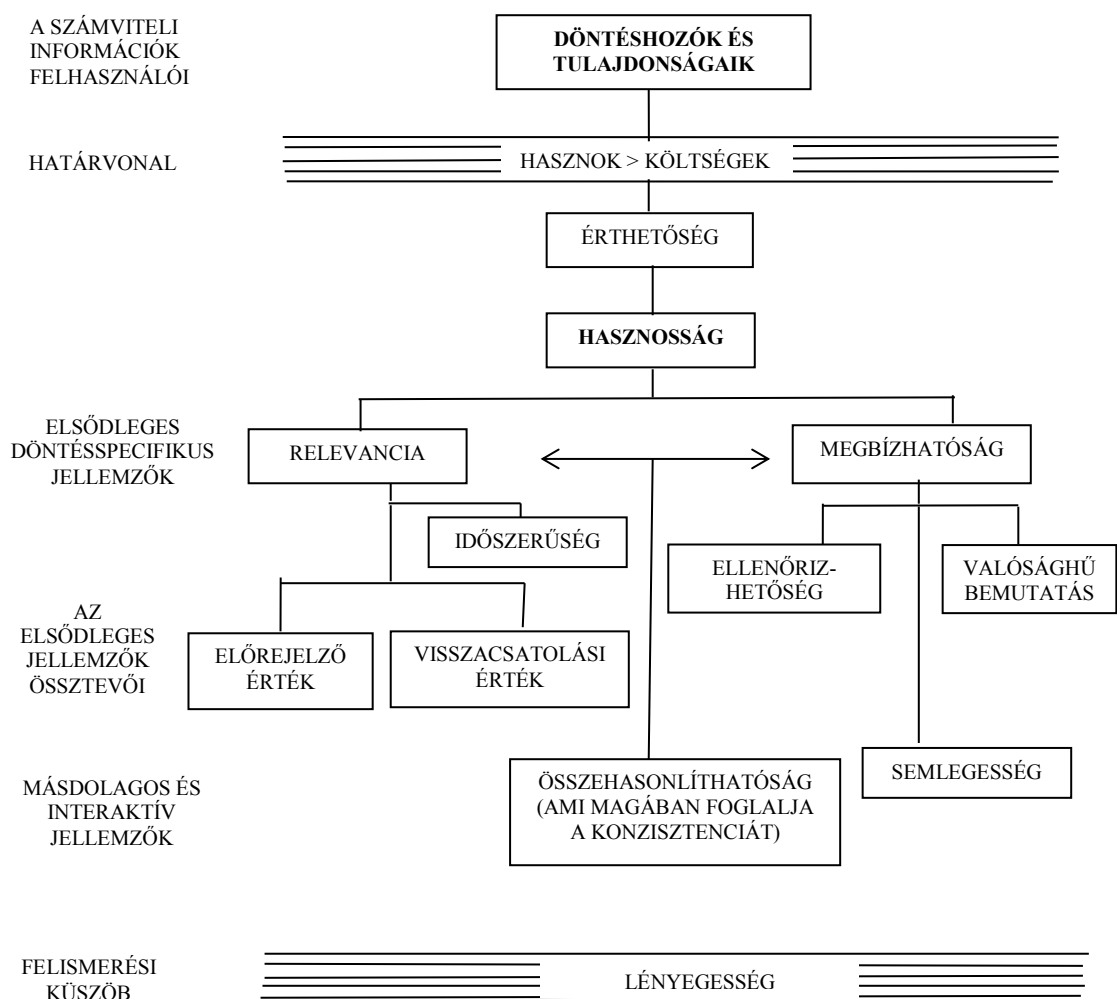 A SZÁMVITELI
INFORMÁCIÓK
FELHASZNÁLÓI
DÖNTÉSHOZÓK ÉS
TULAJDONSÁGAIK
HATÁRVONAL
HASZNOK > KÖLTSÉGEK
ÉRTHETŐSÉG
HASZNOSSÁG
ELSŐDLEGES
DÖNTÉSSPECIFIKUS
JELLEMZŐK
RELEVANCIA
MEGBÍZHATÓSÁG
IDŐSZERŰSÉG
ELLENŐRIZ-
HETŐSÉG
VALÓSÁGHŰ
BEMUTATÁS
AZ
ELSŐDLEGES
JELLEMZŐK
ÖSSZTEVŐI
ELŐREJELZŐ
ÉRTÉK
VISSZACSATOLÁSI
ÉRTÉK
MÁSDOLAGOS ÉS
INTERAKTÍV
JELLEMZŐK
ÖSSZEHASONLÍTHATÓSÁG
(AMI MAGÁBAN FOGLALJA
A KONZISZTENCIÁT)
SEMLEGESSÉG
FELISMERÉSI
KÜSZÖB
LÉNYEGESSÉG